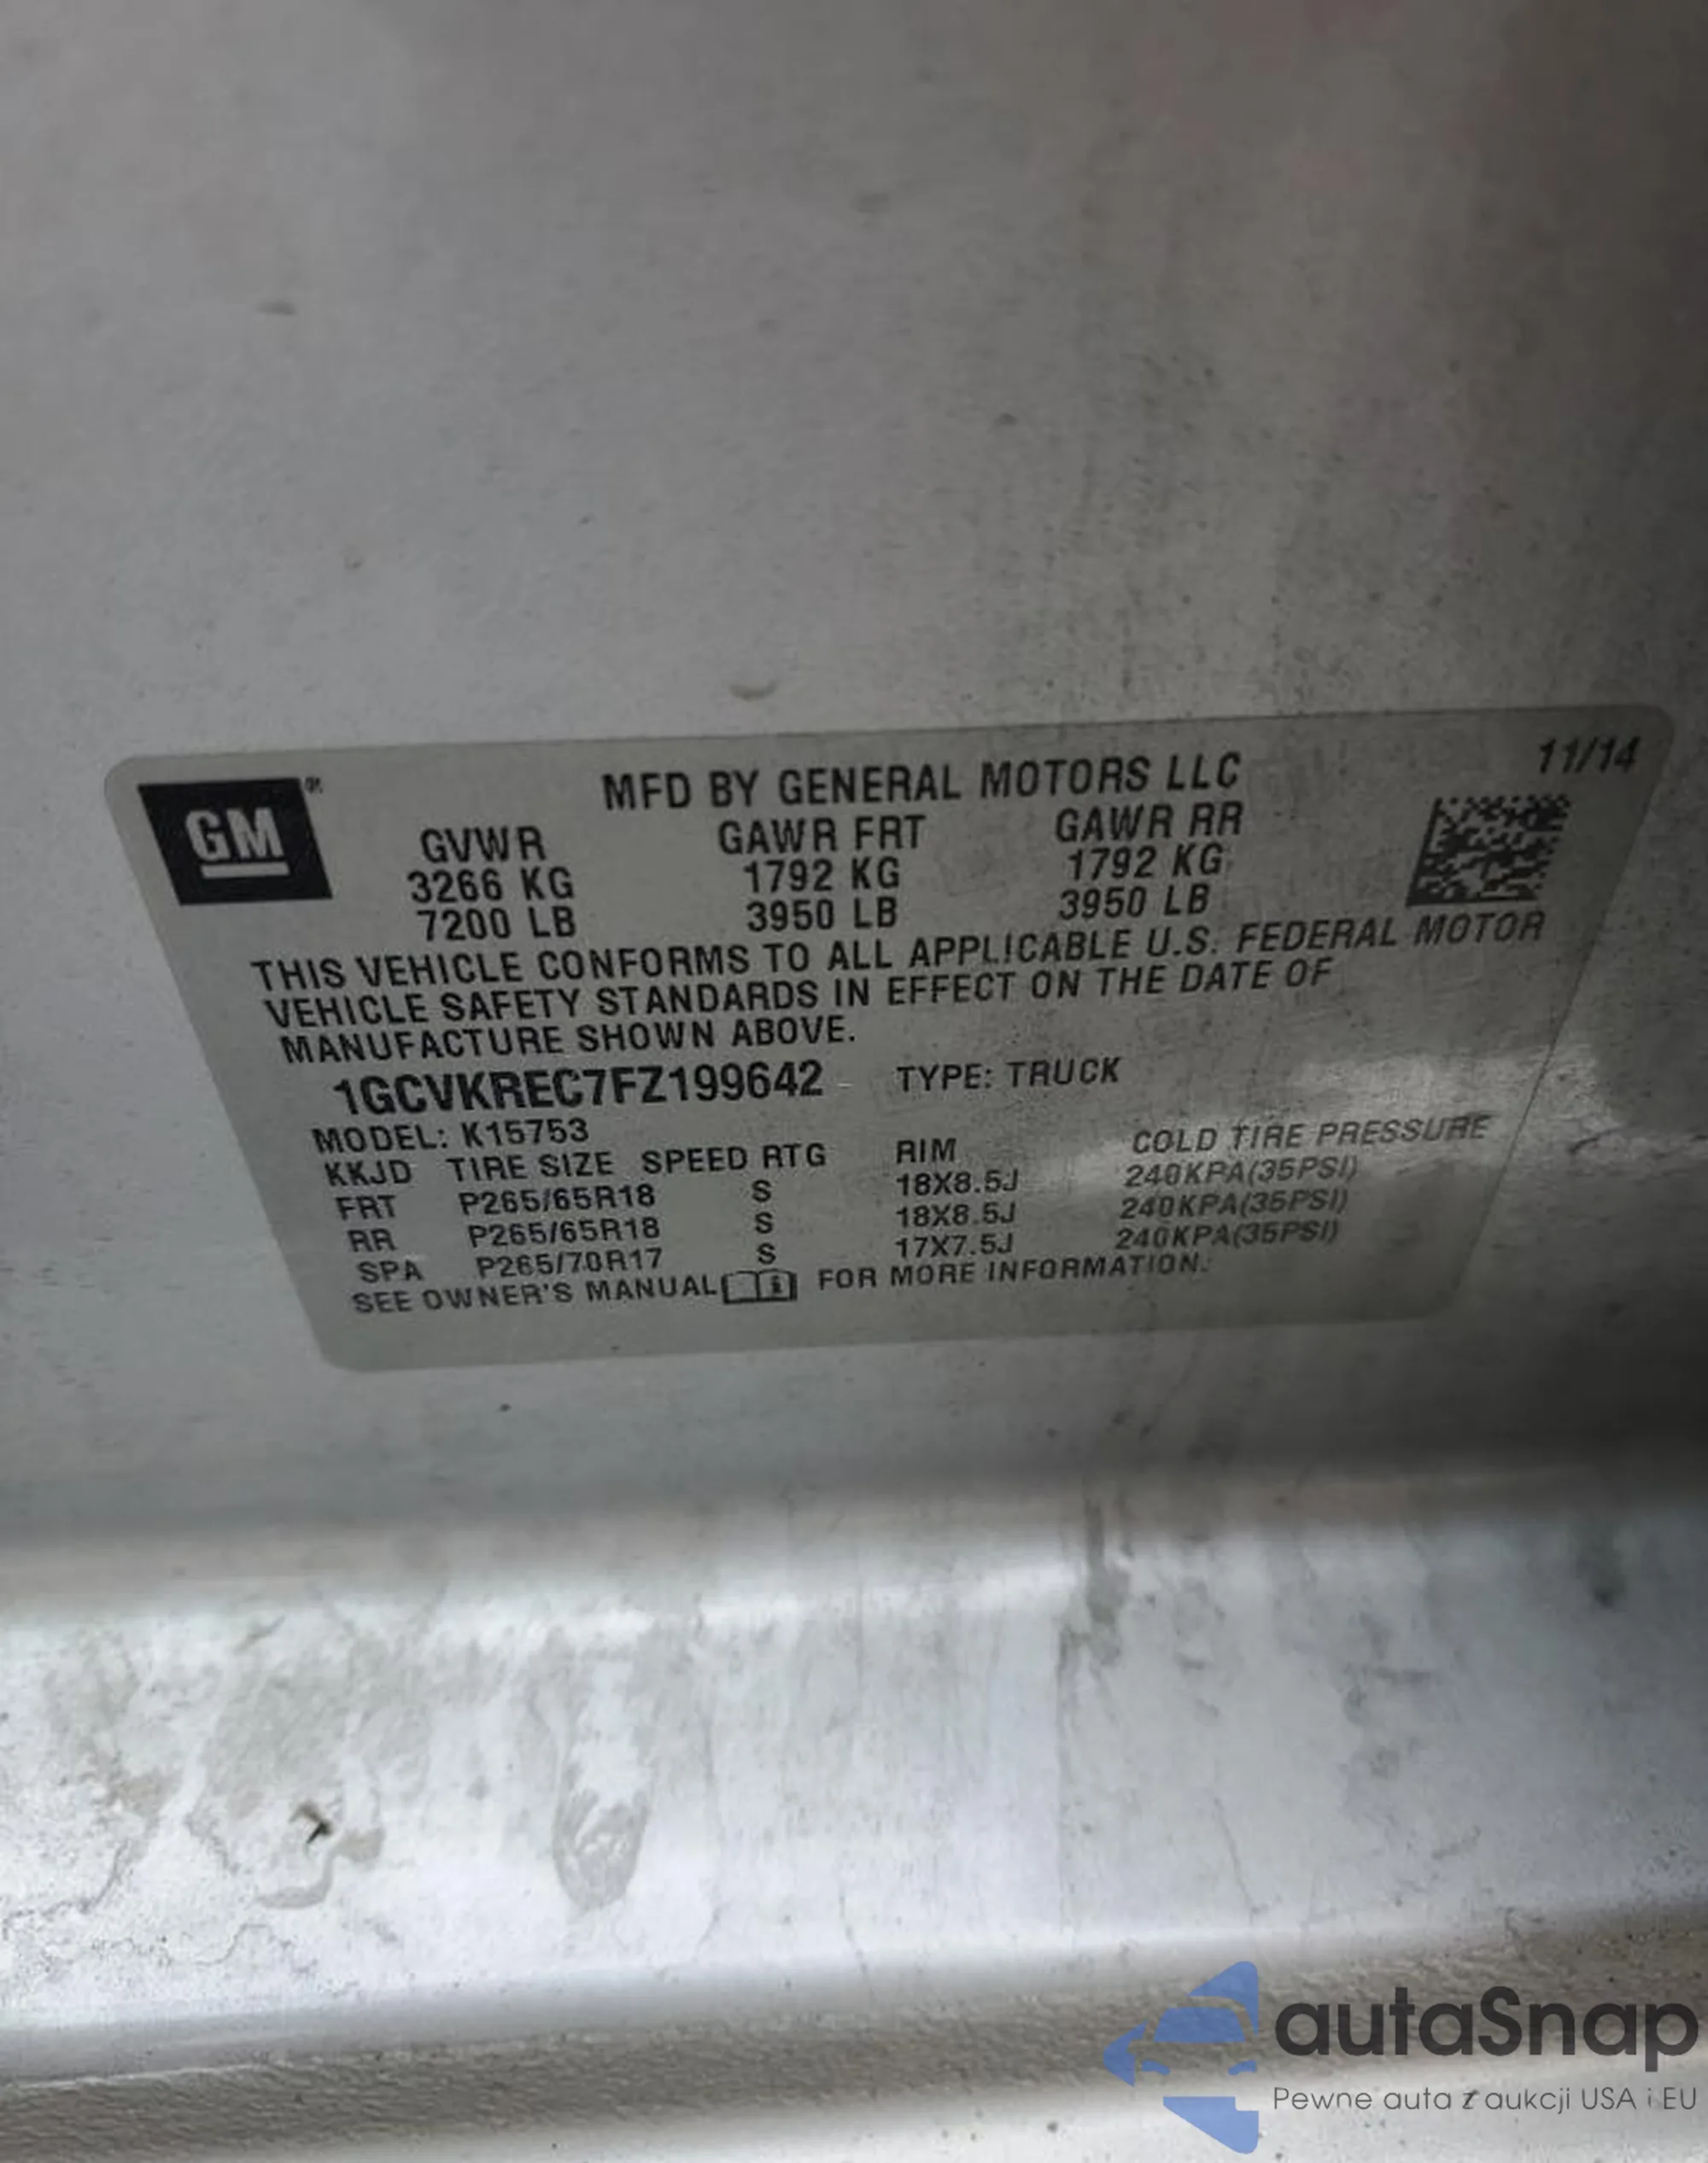 MFD BY GENERAL MOTORS LLC 11/14
GM
GVWR GAWR FRT GAWR RR
3266 KG 1792 KG 1792 KG
7200 LB 3950 LB 3950 LB
THIS VEHICLE CONFORMS TO ALL APPLICABLE U.S. FEDERAL MOTOR
VEHICLE SAFETY STANDARDS IN EFFECT ON THE DATE OF
MANUFACTURE SHOWN ABOVE.
1GCVKREC7FZ199642 TYPE: TRUCK
MODEL: K15753
KKJD TIRE SIZE SPEED RTG RIM COLD TIRE PRESSURE
FRT P265/65R18 S 18X8.5J 240KPA(35PSI)
RR P265/65R18 S 18X8.5J 240KPA(35PSI)
SPA P265/70R17 S 17X7.5J 240KPA(35PSI)
SEE OWNER'S MANUAL FOR MORE INFORMATION.
autaSnap
Pewne auta z aukcji USA i EU